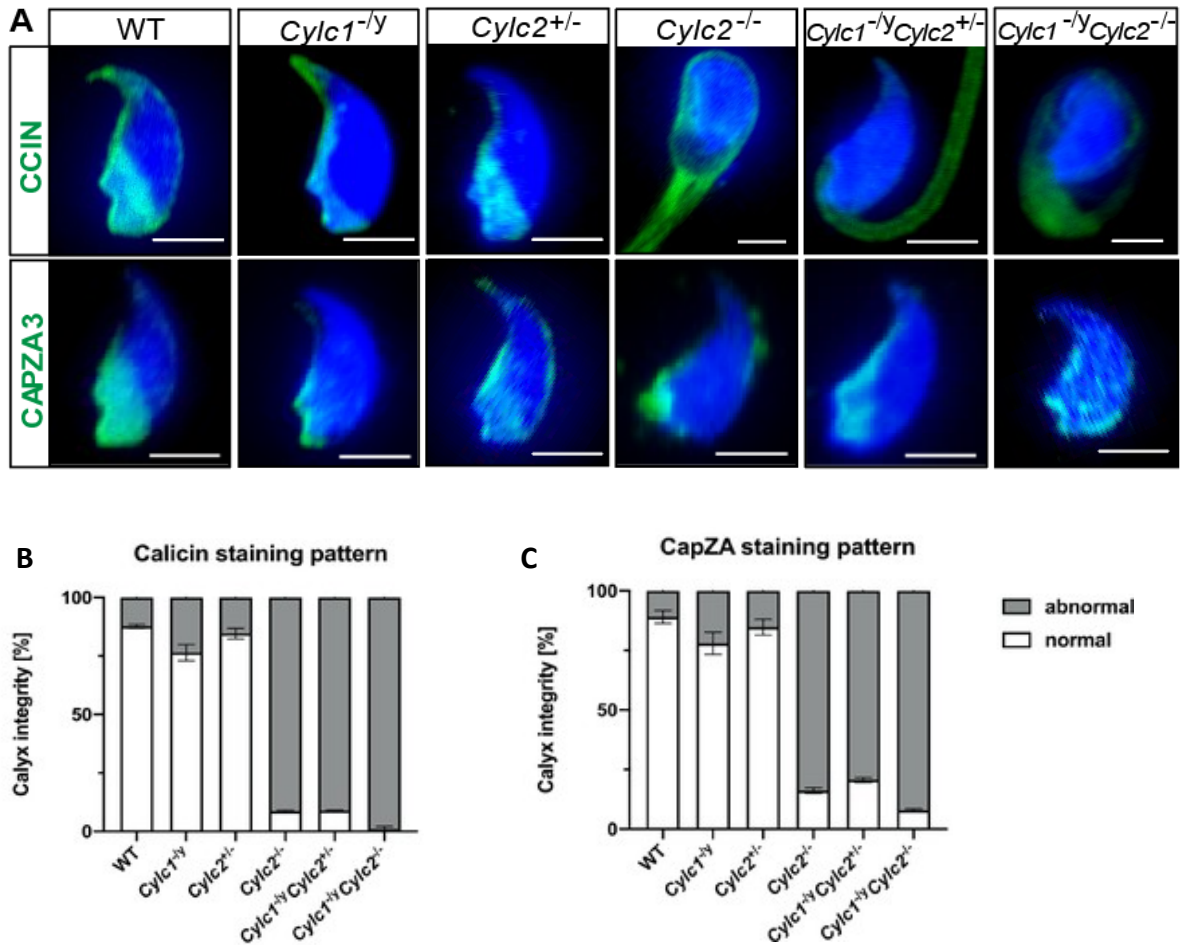 A
WT
Cylc1-/y
Cylc2+/-
Cylc2-/-
Cylc1-/yCylc2+/-
Cylc1-/yCylc2-/-
CCIN
CAPZA3
B
Calicin staining pattern
Calyx integrity [%]
100
50
0
WT
Cylc1-/y
Cylc2+/-
Cylc2-/-
Cylc1-/yCylc2+/-
Cylc1-/yCylc2-/-
C
CapZA staining pattern
Calyx integrity [%]
100
50
0
WT
Cylc1-/y
Cylc2+/-
Cylc2-/-
Cylc1-/yCylc2+/-
Cylc1-/yCylc2-/-
abnormal
normal